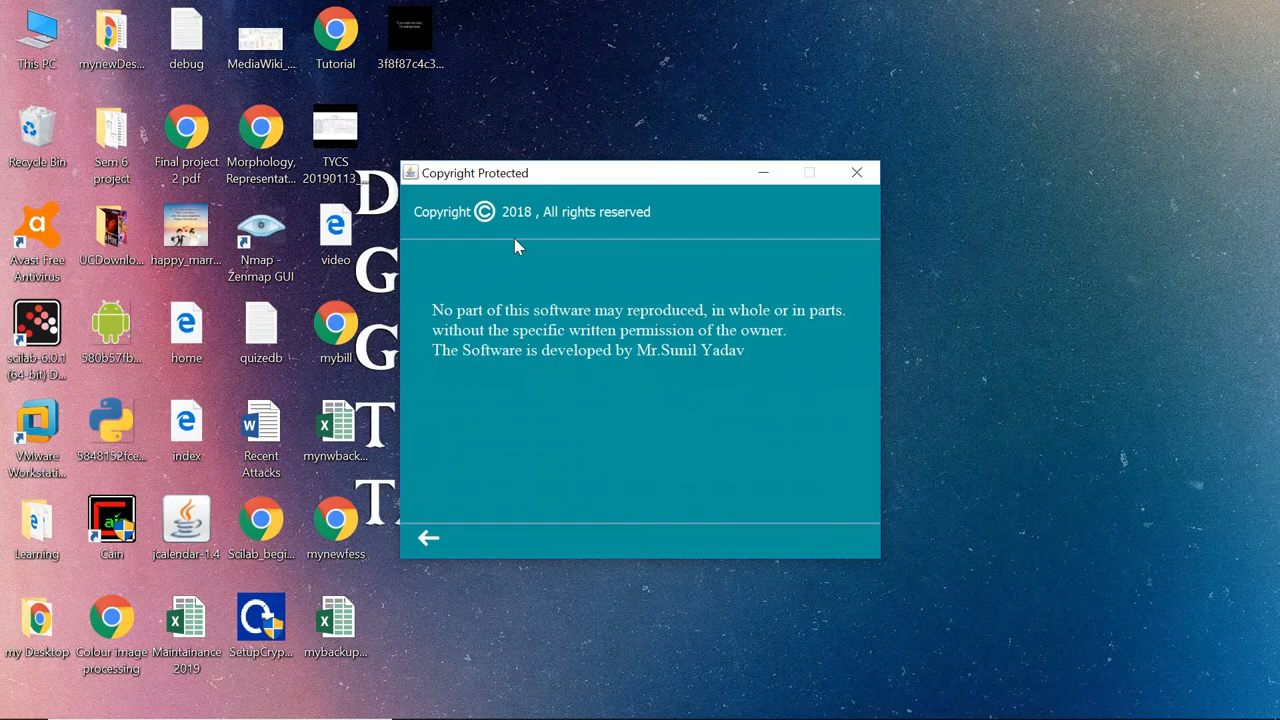 This PC
mynewDes...
debug
MediaWiki_...
Tutorial
3f8f87c4c3...
Recycle Bin
Sem 6
project
Final project
2 pdf
Morphology,
Representat...
TYCS
20190113_...
Avast Free
Antivirus
UCDownlo...
happy_marr...
Nmap -
Zenmap GUI
video
scilab-6.0.1
(64-bit) D...
580b57fb...
home
quizedb
mybill
VMware
Workstati...
5848152fce...
index
Recent
Attacks
mynwback...
Learning
Cain
jcalendar-1.4
Scilab_begi...
mynewfess
my Desktop
Colour image
processing
Maintainance
2019
SetupCryp...
mybackup...
D
G
G
T
T
Copyright Protected
Copyright © 2018 , All rights reserved
No part of this software may reproduced, in whole or in parts.
without the specific written permission of the owner.
The Software is developed by Mr.Sunil Yadav